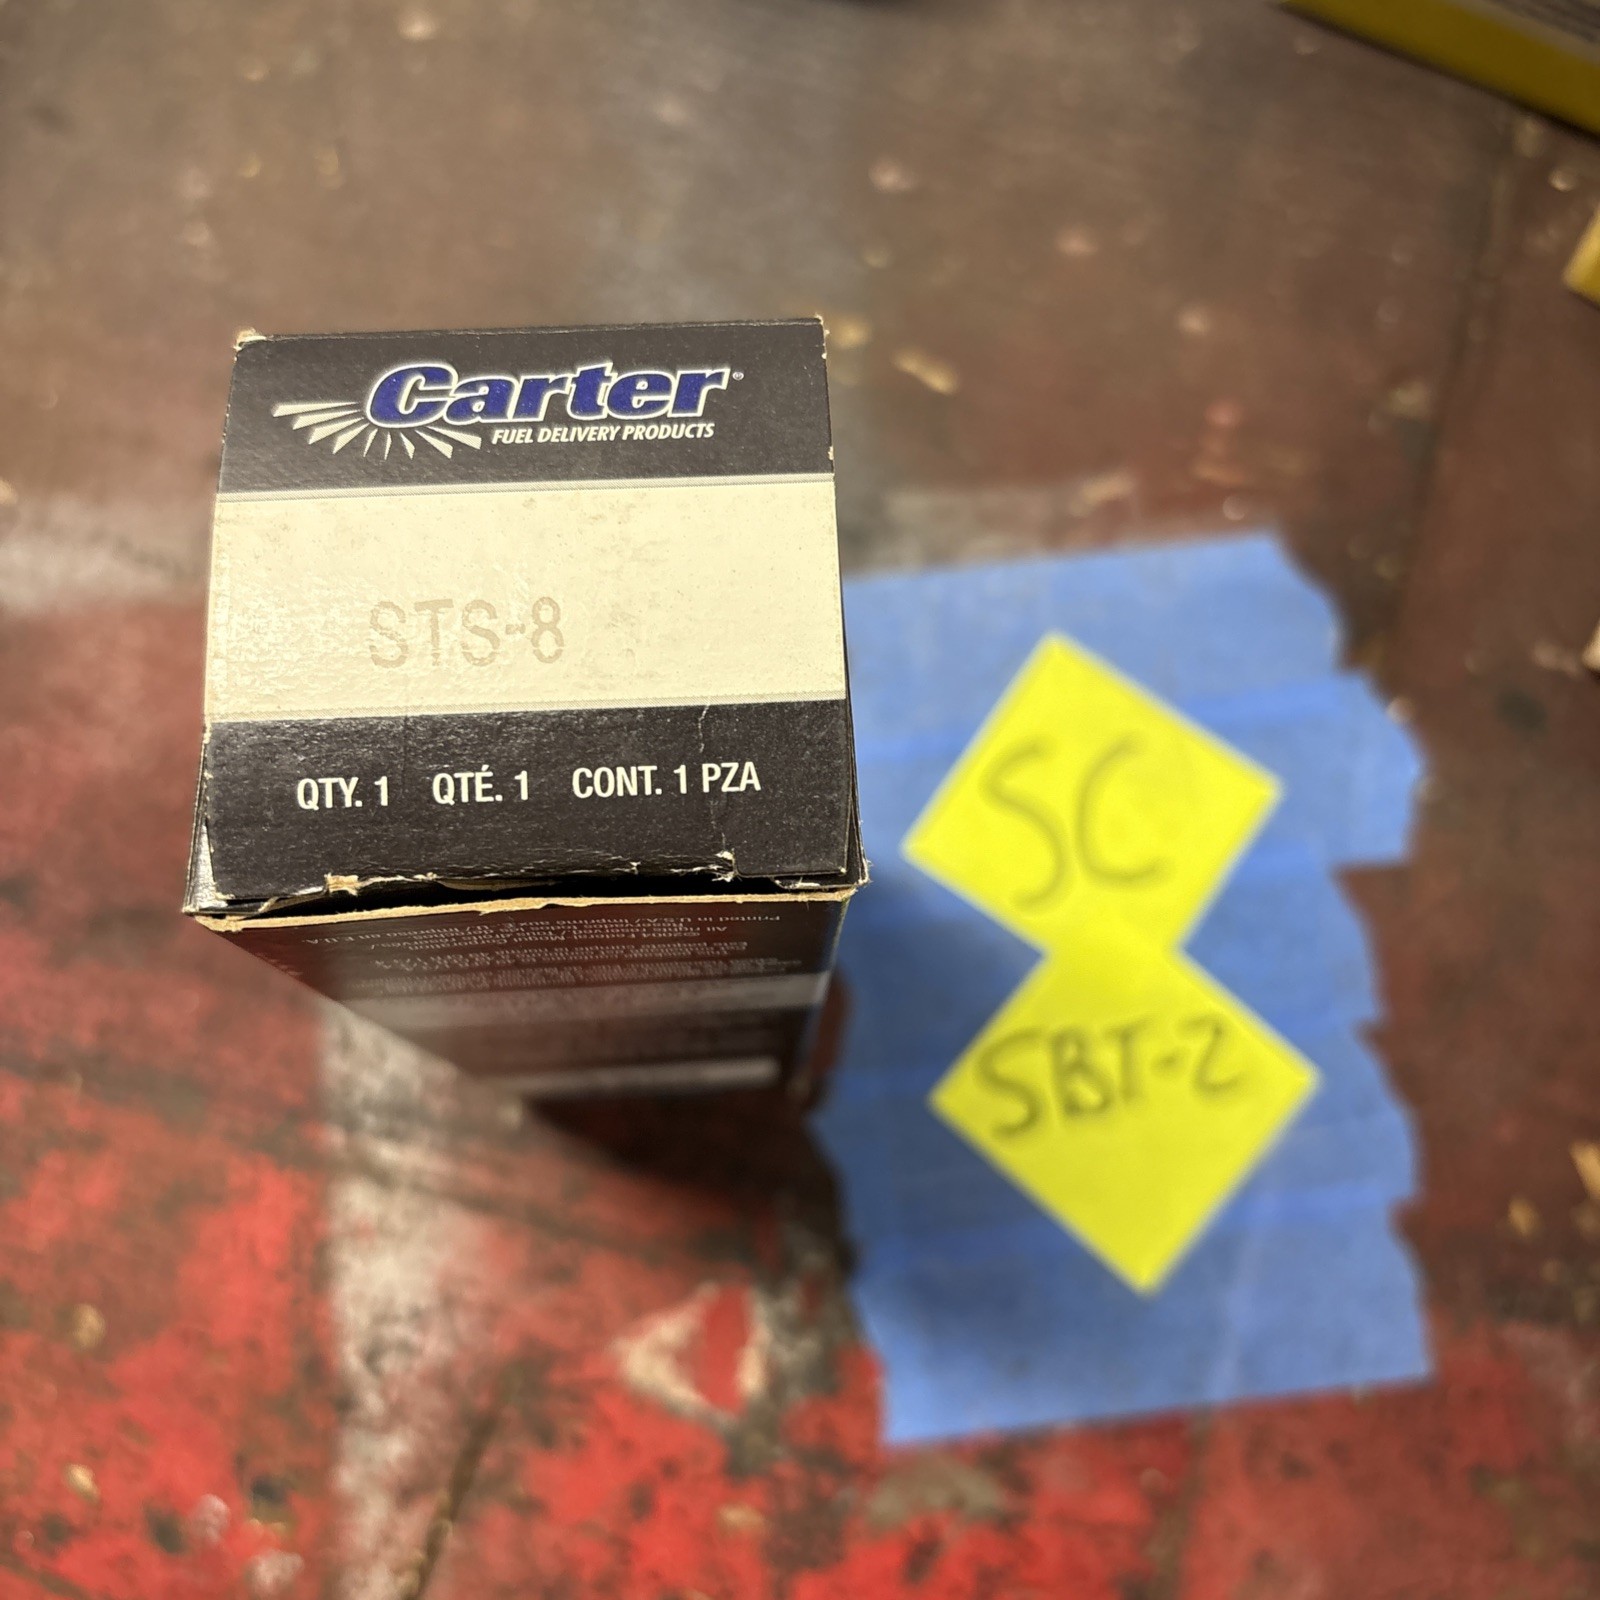 Carter®
FUEL DELIVERY PRODUCTS
STS-8
QTY. 1 QTÉ. 1 CONT. 1 PZA
SC
SBT-2